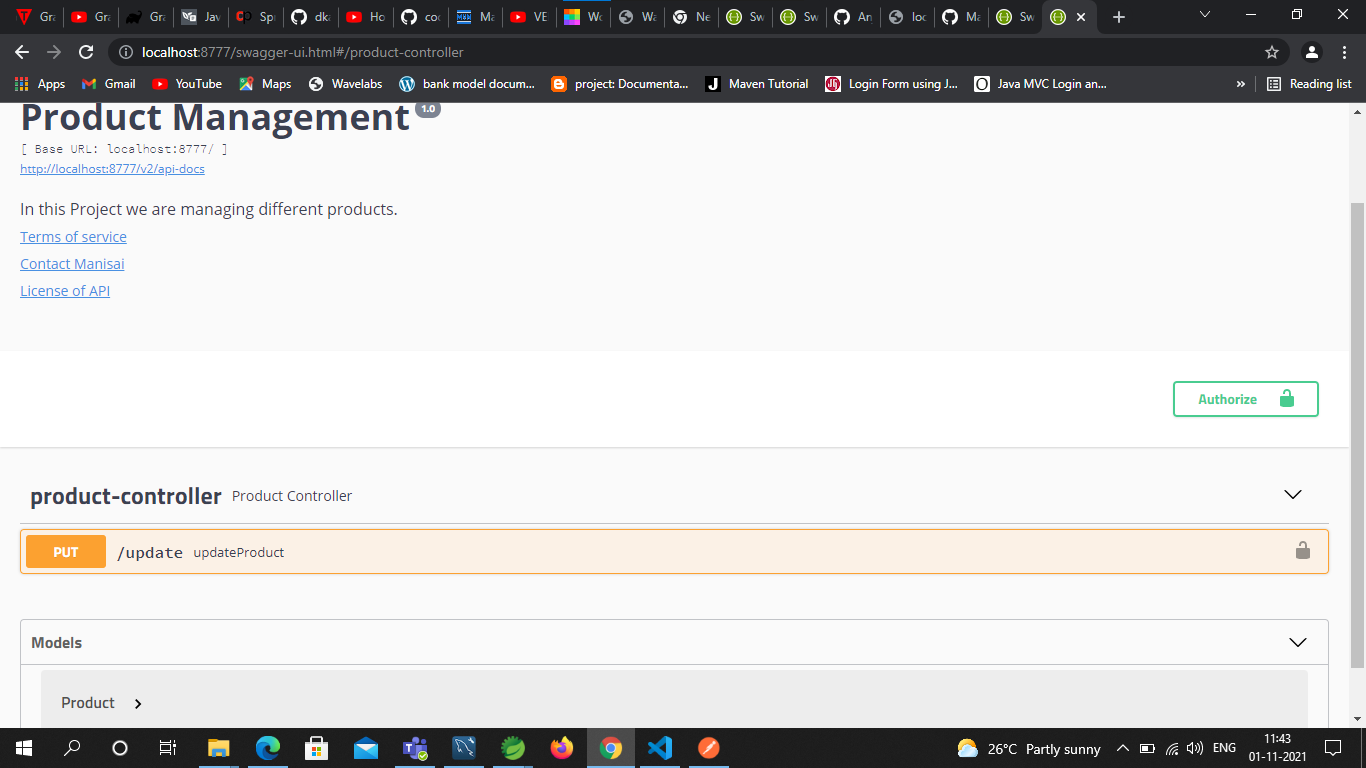 Gra
Gra
Gra
Jav
Spr
dka
Ho
coc
Ma
VE
Wo
Wa
Ne
Sw
Sw
loc
Ma
Sw
localhost:8777/swagger-ui.html#/product-controller
Apps
Gmail
YouTube
Maps
Wavelabs
bank model docum...
project: Documenta...
Maven Tutorial
Login Form using J...
Java MVC Login an...
»
Reading list
Product Management 1.0
[ Base URL: localhost:8777/ ]
http://localhost:8777/v2/api-docs
In this Project we are managing different products.
Terms of service
Contact Manisai
License of API
Authorize
product-controller Product Controller
PUT /update updateProduct
Models
Product
26°C Partly sunny
ENG
11:43
01-11-2021